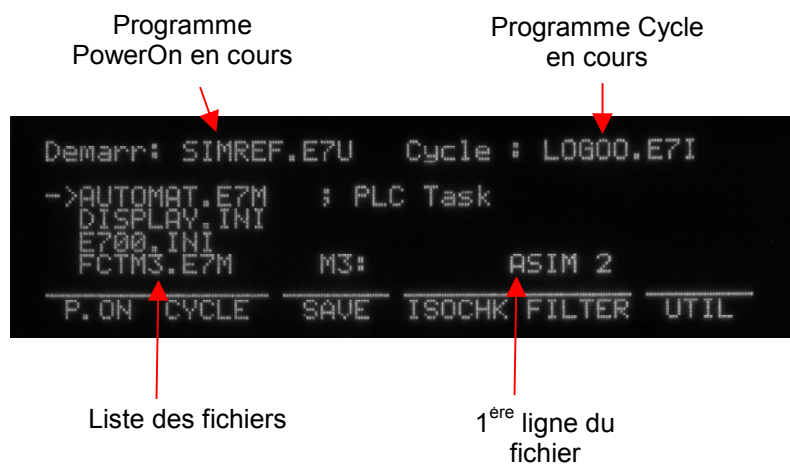 Programme
PowerOn en cours
Programme Cycle
en cours
Demarr: SIMREF.E7U Cycle : LOGOO.E7I
->AUTOMAT.E7M ; PLC Task
DISPLAY.INI
E700.INI
FCTM3.E7M M3: ASIM 2
P.ON CYCLE SAVE ISOCHK FILTER UTIL
Liste des fichiers
1ère ligne du
fichier